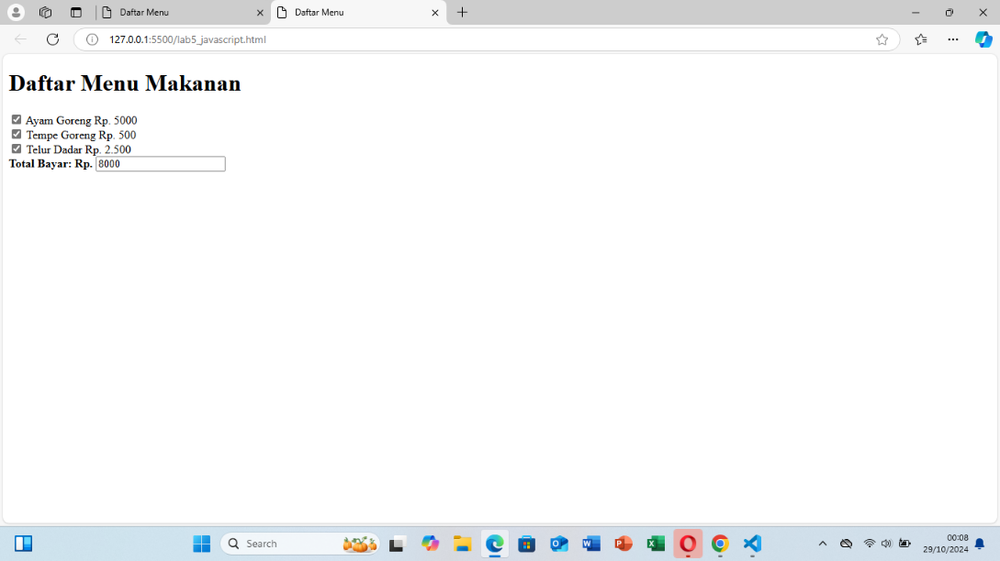 Daftar Menu
Daftar Menu
127.0.0.1:5500/lab5_javascript.html
Daftar Menu Makanan
Ayam Goreng Rp. 5000
Tempe Goreng Rp. 500
Telur Dadar Rp. 2.500
Total Bayar: Rp. 8000
Search
00:08
29/10/2024